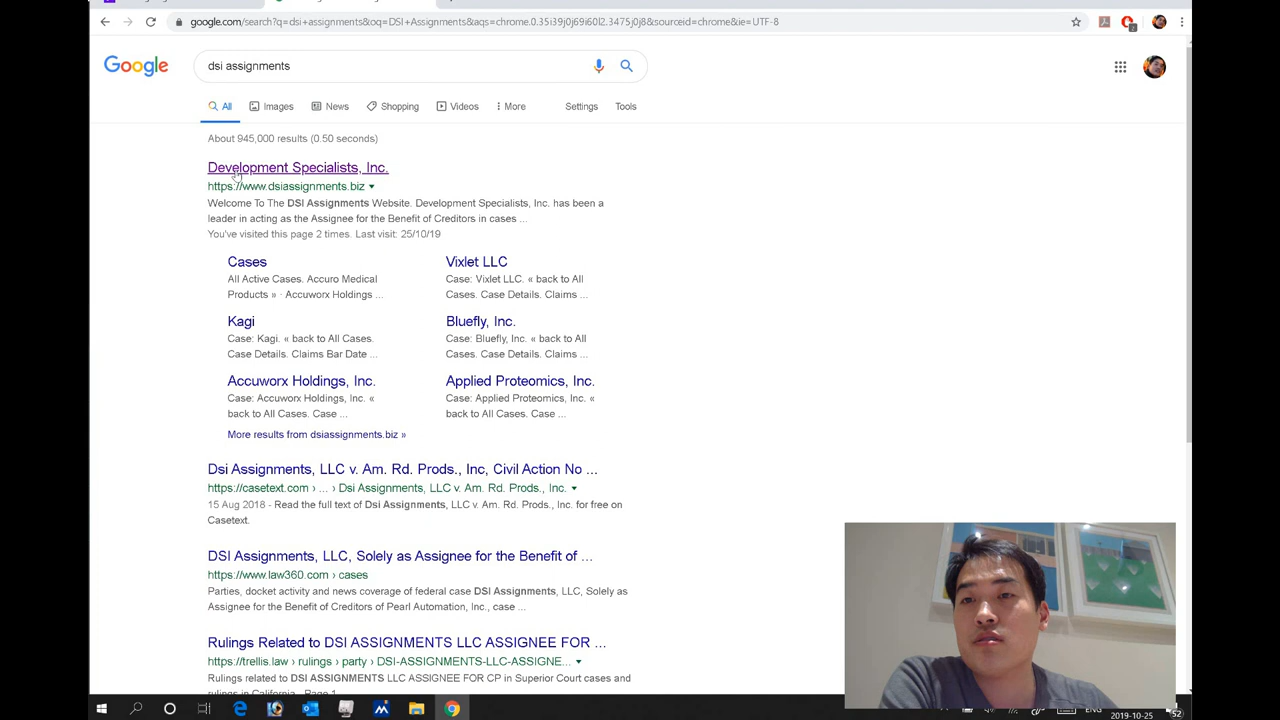 google.com/search?q=dsi+assignments&oq=DSI+Assignments&aqs=chrome.0.35i39j0j69i60l2.3475j0j8&sourceid=chrome&ie=UTF-8
Google
dsi assignments
All Images News Shopping Videos More Settings Tools
About 945,000 results (0.50 seconds)
Development Specialists, Inc.
https://www.dsiassignments.biz
Welcome To The DSI Assignments Website. Development Specialists, Inc. has been a
leader in acting as the Assignee for the Benefit of Creditors in cases ...
You've visited this page 2 times. Last visit: 25/10/19
Cases
All Active Cases. Accuro Medical
Products » · Accuworx Holdings ...
Vixlet LLC
Case: Vixlet LLC. « back to All
Cases. Case Details. Claims ...
Kagi
Case: Kagi. « back to All Cases.
Case Details. Claims Bar Date ...
Bluefly, Inc.
Case: Bluefly, Inc. « back to All
Cases. Case Details. Claims ...
Accuworx Holdings, Inc.
Case: Accuworx Holdings, Inc. «
back to All Cases. Case ...
Applied Proteomics, Inc.
Case: Applied Proteomics, Inc. «
back to All Cases. Case ...
More results from dsiassignments.biz »
Dsi Assignments, LLC v. Am. Rd. Prods., Inc, Civil Action No ...
https://casetext.com › ... › Dsi Assignments, LLC v. Am. Rd. Prods., Inc.
15 Aug 2018 - Read the full text of Dsi Assignments, LLC v. Am. Rd. Prods., Inc. for free on
Casetext.
DSI Assignments, LLC, Solely as Assignee for the Benefit of ...
https://www.law360.com › cases
Parties, docket activity and news coverage of federal case DSI Assignments, LLC, Solely as
Assignee for the Benefit of Creditors of Pearl Automation, Inc., case ...
Rulings Related to DSI ASSIGNMENTS LLC ASSIGNEE FOR ...
https://trellis.law › rulings › party › DSI-ASSIGNMENTS-LLC-ASSIGNE...
Rulings related to DSI ASSIGNMENTS LLC ASSIGNEE FOR CP in Superior Court cases and
rulings in California - Page 1
ENG
2019-10-25
52